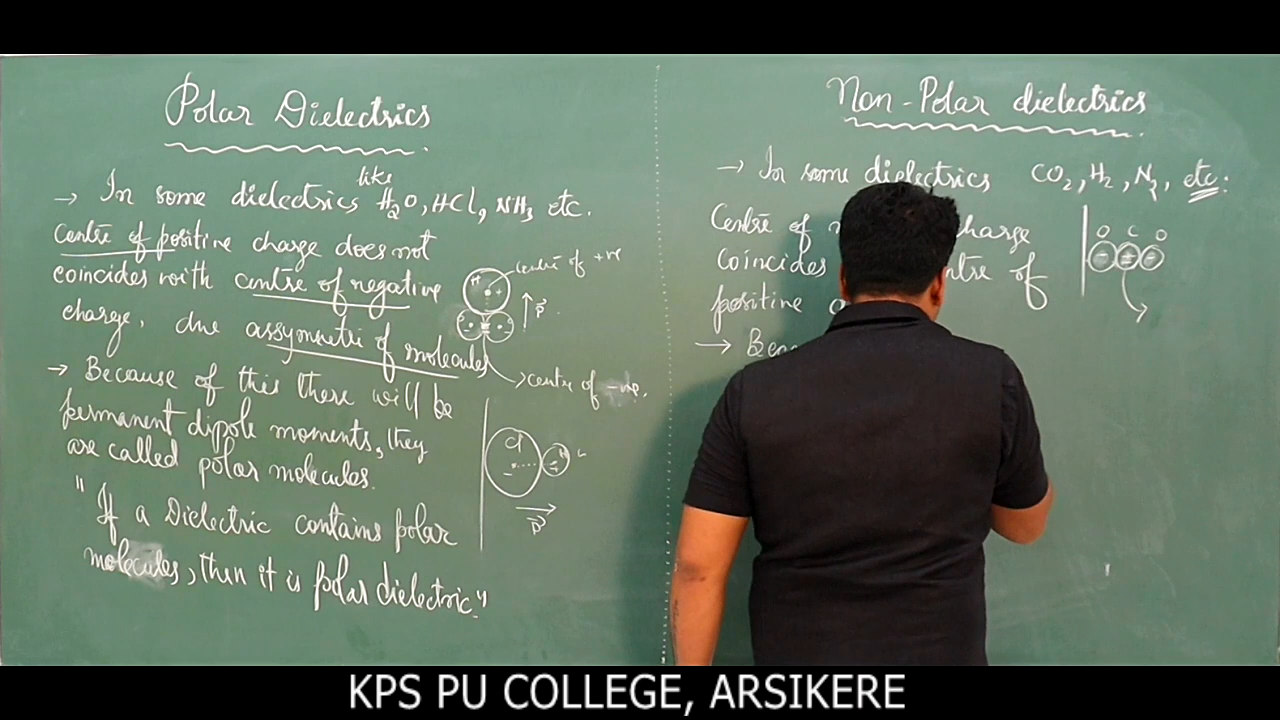 Polar Dielectrics
→ In some dielectrics like H₂O, HCl, NH₃ etc.
Centre of positive charge does not
coincides with centre of negative
charge, due assymmetri of molecules
H
+
centre of +ve
P⃗
- -
→centre of -ve.
→ Because of this there will be
permanent dipole moments, they
are called polar molecules.
Cl
-
H
+
P⃗
" If a Dielectric contains polar
molecules, then it is polar dielectric"
Non-Polar dielectrics
→ In some dielectrics CO₂, H₂, N₂, etc:
Centre of charge
coincides centre of
positive
→
O C O
- ± -
KPS PU COLLEGE, ARSIKERE